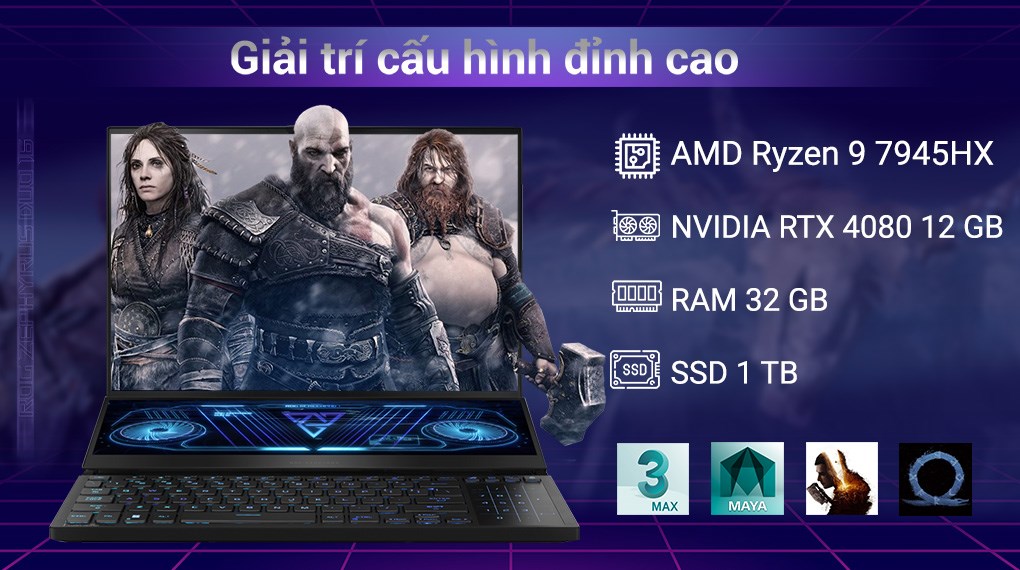 Giải trí cấu hình đỉnh cao
AMD Ryzen 9 7945HX
NVIDIA RTX 4080 12 GB
RAM 32 GB
SSD
SSD 1 TB
3
MAX
MAYA